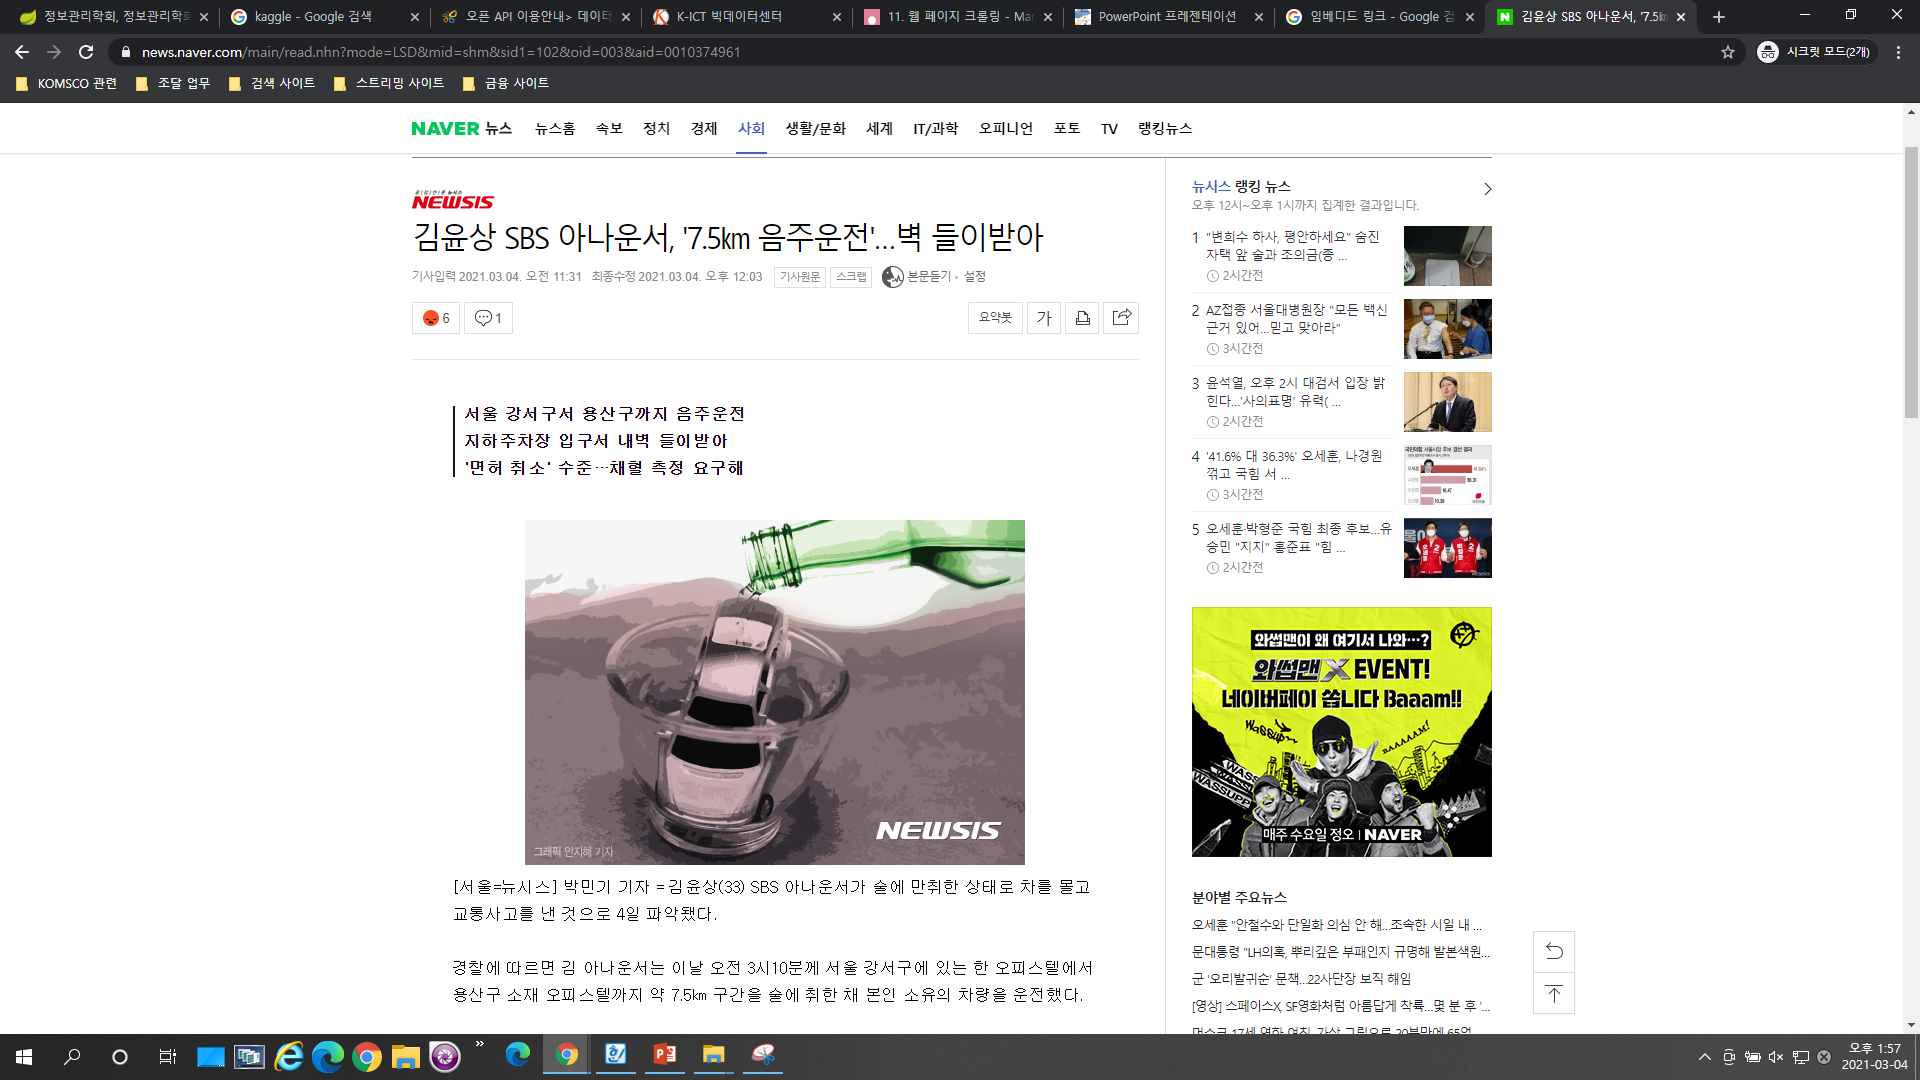 정보관리학회, 정보관리학회
kaggle - Google 검색
오픈 API 이용안내> 데이터
K-ICT 빅데이터센터
11. 웹 페이지 크롤링 - Mar
PowerPoint 프레젠테이션
임베디드 링크 - Google 검
김윤상 SBS 아나운서, '7.5k
news.naver.com/main/read.nhn?mode=LSD&mid=shm&sid1=102&oid=003&aid=0010374961
시크릿 모드(2개)
KOMSCO 관련
조달 업무
검색 사이트
스트리밍 사이트
금융 사이트
NAVER 뉴스 뉴스홈 속보 정치 경제 사회 생활/문화 세계 IT/과학 오피니언 포토 TV 랭킹뉴스
NEWSIS
김윤상 SBS 아나운서, '7.5㎞ 음주운전'…벽 들이받아
기사입력 2021.03.04. 오전 11:31 최종수정 2021.03.04. 오후 12:03 기사원문 스크랩 본문듣기 · 설정
6 1 요약봇 가
서울 강서구서 용산구까지 음주운전
지하주차장 입구서 내벽 들이받아
'면허 취소' 수준…채혈 측정 요구해
NEWSIS
그래픽 안지혜 기자
[서울=뉴시스] 박민기 기자 = 김윤상(33) SBS 아나운서가 술에 만취한 상태로 차를 몰고
교통사고를 낸 것으로 4일 파악됐다.
경찰에 따르면 김 아나운서는 이날 오전 3시10분께 서울 강서구에 있는 한 오피스텔에서
용산구 소재 오피스텔까지 약 7.5㎞ 구간을 술에 취한 채 본인 소유의 차량을 운전했다.
뉴시스 랭킹 뉴스
오후 12시~오후 1시까지 집계한 결과입니다.
1 "변희수 하사, 평안하세요" 숨진
자택 앞 술과 조의금(종 ...
2시간전
2 AZ접종 서울대병원장 "모든 백신
근거 있어…믿고 맞아라"
3시간전
3 윤석열, 오후 2시 대검서 입장 밝
힌다…'사의표명' 유력( ...
2시간전
4 '41.6% 대 36.3%' 오세훈, 나경원
꺾고 국힘 서 ...
3시간전
5 오세훈·박형준 국힘 최종 후보…유
승민 "지지" 홍준표 "힘 ...
2시간전
와썹맨이 왜 여기서 나와…?
와썹맨X EVENT!
네이버페이 쏩니다 Baaam!!
Wassup~
BAAAAAM!
매주 수요일 정오 | NAVER
분야별 주요뉴스
오세훈 "안철수와 단일화 의심 안 해…조속한 시일 내 ...
문대통령 "LH의혹, 뿌리깊은 부패인지 규명해 발본색원...
군 '오리발귀순' 문책…22사단장 보직 해임
[영상] 스페이스X, SF영화처럼 아름답게 착륙…몇 분 후 '...
오후 1:57
2021-03-04